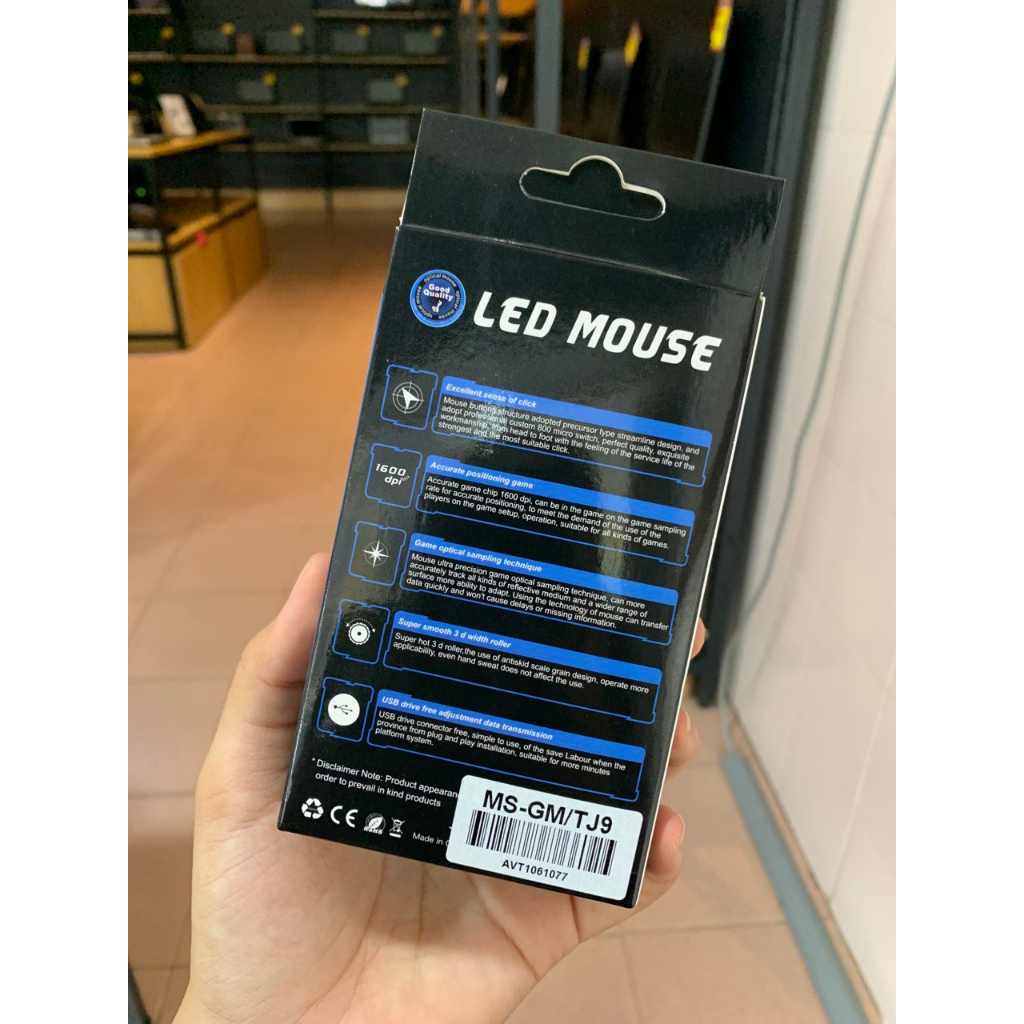 optical mouse
Good
Quality
LED MOUSE
Excellent sense of click
Mouse buttons structure adopted precursor type streamline design, and
adopt professional custom 800 micro switch, perfect quality, exquisite
workmanship, from head to foot with the feeling of the service life of the
strongest and the most suitable click.
1600
dpi
Accurate positioning game
Accurate game chip 1600 dpi, can be in the game on the game sampling
rate for accurate positioning, to meet the demand of the use of the
players on the game setup, operation, suitable for all kinds of games.
Game optical sampling technique
Mouse ultra precision game optical sampling technique, can more
accurately track all kinds of reflective medium and a wider range of
surface more ability to adapt. Using the technology of mouse can transfer
data quickly and won't cause delays or missing information.
Super smooth 3 d width roller
Super hot 3 d roller,the use of antiskid scale grain design, operate more
applicability, even hand sweat does not affect the use.
USB drive free adjustment data transmission
USB drive connector free, simple to use, of the save Labour when the
province from plug and play installation, suitable for more minutes
platform system.
* Disclaimer Note: Product
order to prevail in kind products
CE RoHS Made in
MS-GM/TJ9
AVT1061077